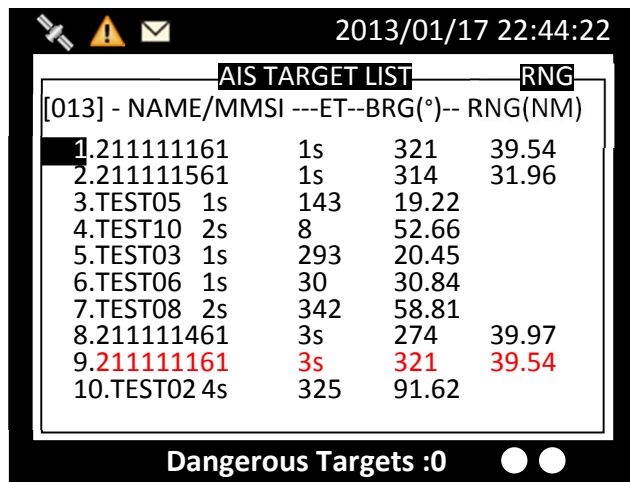 2013/01/17 22:44:22
AIS TARGET LIST RNG
[013] - NAME/MMSI ---ET--BRG(°)-- RNG(NM)
1.211111161 1s 321 39.54
2.211111561 1s 314 31.96
3.TEST05 1s 143 19.22
4.TEST10 2s 8 52.66
5.TEST03 1s 293 20.45
6.TEST06 1s 30 30.84
7.TEST08 2s 342 58.81
8.211111461 3s 274 39.97
9.211111161 3s 321 39.54
10.TEST02 4s 325 91.62
Dangerous Targets :0